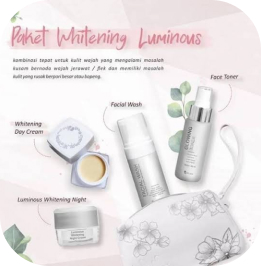 Paket Whitening Luminous
kombinasi tepat untuk kulit wajah yang mengalami masalah
kusam bernoda wajah jerawat / flek dan memiliki masalah
kulit yang rusak berpori besar atau kopeng.
Face Toner
Facial Wash
Whitening
Day Cream
Luminous Whitening Night